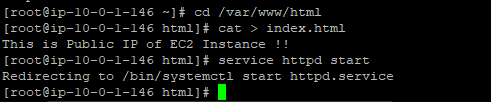 [root@ip-10-0-1-146 ~]# cd /var/www/html
[root@ip-10-0-1-146 html]# cat > index.html
This is Public IP of EC2 Instance !!
[root@ip-10-0-1-146 html]# service httpd start
Redirecting to /bin/systemctl start httpd.service
[root@ip-10-0-1-146 html]#